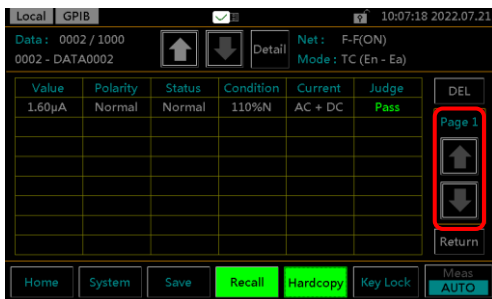 Local GPIB 10:07:18 2022.07.21
Data: 0002 / 1000 Detail Net: F-F(ON)
0002 - DATA0002 Mode: TC (En - Ea)
Value Polarity Status Condition Current Judge DEL
1.60μA Normal Normal 110%N AC + DC Pass
Page 1
Return
Home System Save Recall Hardcopy Key Lock Meas
AUTO